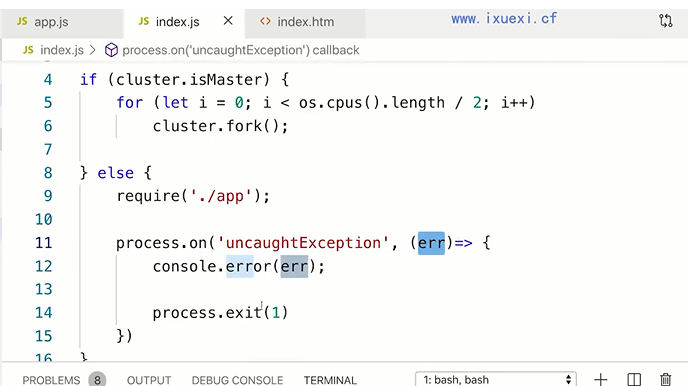 JS app.js JS index.js × <> index.htm www.ixuexi.cf
JS index.js > process.on('uncaughtException') callback
4 if (cluster.isMaster) {
5 for (let i = 0; i < os.cpus().length / 2; i++)
6 cluster.fork();
7
8 } else {
9 require('./app');
10
11 process.on('uncaughtException', (err)=> {
12 console.error(err);
13
14 process.exit(1)
15 })
16 }
PROBLEMS 8 OUTPUT DEBUG CONSOLE TERMINAL 1: bash, bash